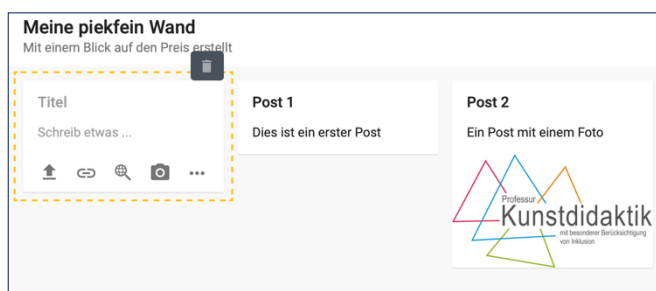 Meine piekfein Wand
Mit einem Blick auf den Preis erstellt
Titel
Schreib etwas ...
Post 1
Dies ist ein erster Post
Post 2
Ein Post mit einem Foto
Professur
Kunstdidaktik
mit besonderer Berücksichtigung
von Inklusion